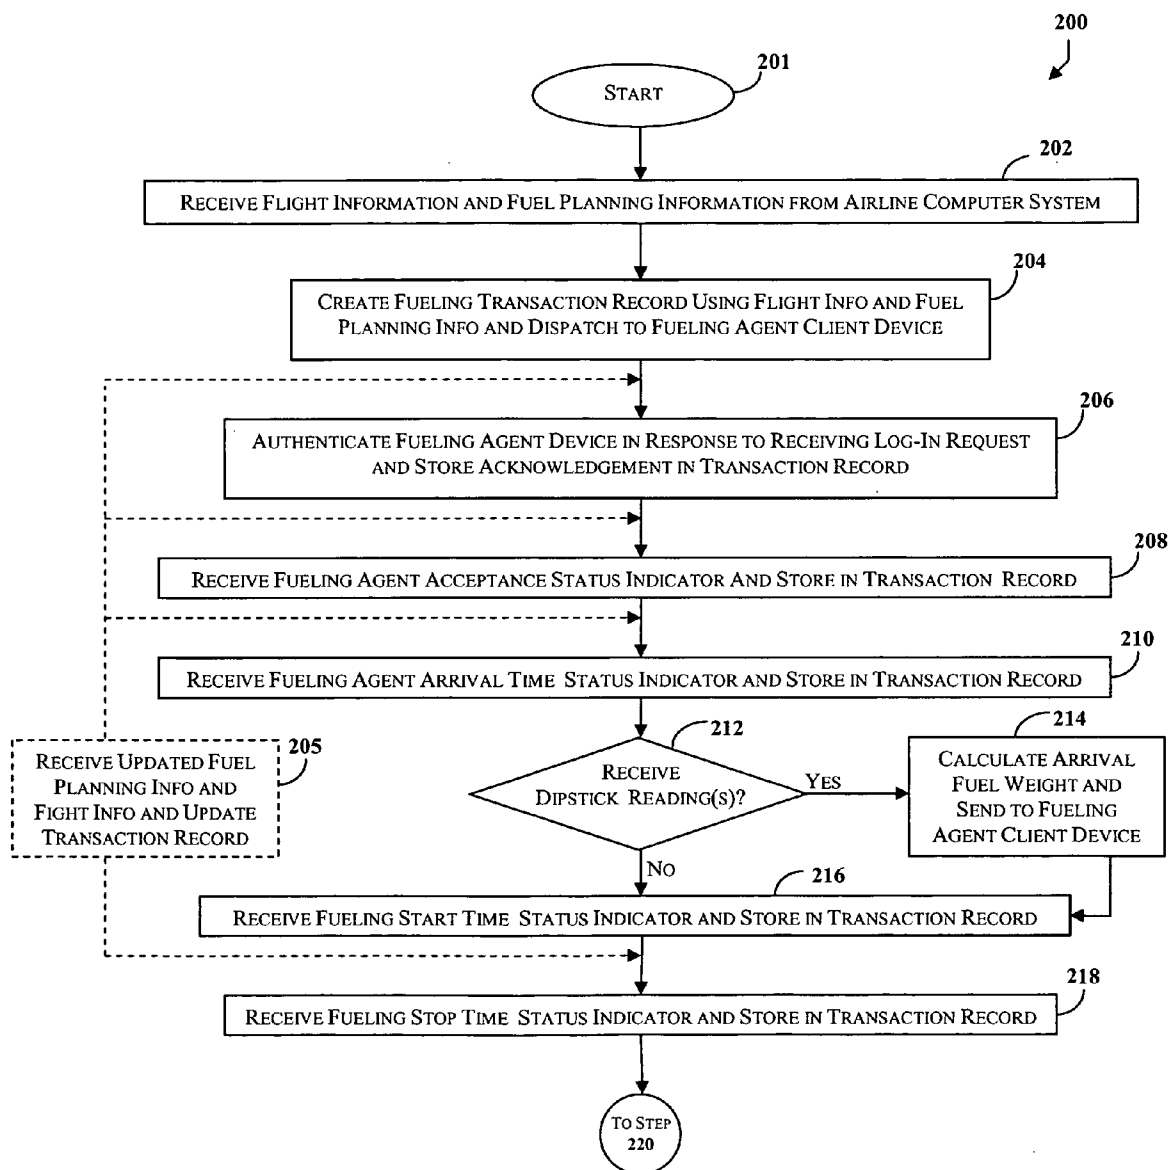 200
201
START
202
RECEIVE FLIGHT INFORMATION AND FUEL PLANNING INFORMATION FROM AIRLINE COMPUTER SYSTEM
204
CREATE FUELING TRANSACTION RECORD USING FLIGHT INFO AND FUEL
PLANNING INFO AND DISPATCH TO FUELING AGENT CLIENT DEVICE
206
AUTHENTICATE FUELING AGENT DEVICE IN RESPONSE TO RECEIVING LOG-IN REQUEST
AND STORE ACKNOWLEDGEMENT IN TRANSACTION RECORD
208
RECEIVE FUELING AGENT ACCEPTANCE STATUS INDICATOR AND STORE IN TRANSACTION RECORD
210
RECEIVE FUELING AGENT ARRIVAL TIME STATUS INDICATOR AND STORE IN TRANSACTION RECORD
205
RECEIVE UPDATED FUEL
PLANNING INFO AND
FIGHT INFO AND UPDATE
TRANSACTION RECORD
212
RECEIVE
DIPSTICK READING(S)?
YES
214
CALCULATE ARRIVAL
FUEL WEIGHT AND
SEND TO FUELING
AGENT CLIENT DEVICE
NO
216
RECEIVE FUELING START TIME STATUS INDICATOR AND STORE IN TRANSACTION RECORD
218
RECEIVE FUELING STOP TIME STATUS INDICATOR AND STORE IN TRANSACTION RECORD
TO STEP
220